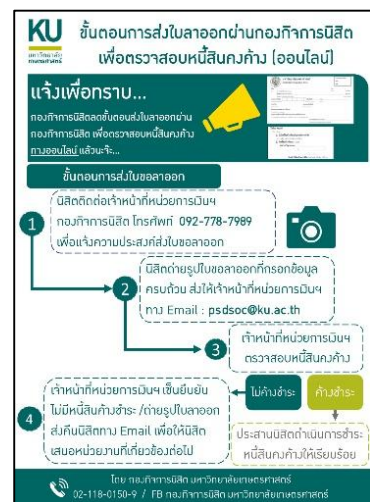 KU
มหาวิทยาลัย
เกษตรศาสตร์
ขั้นตอนการส่งใบลาออกผ่านกองกิจการนิสิต
เพื่อตรวจสอบหนี้สินคงค้าง (ออนไลน์)
แจ้งเพื่อทราบ...
กองกิจการนิสิตลดขั้นตอนส่งใบลาออกผ่าน
กองกิจการนิสิต เพื่อตรวจสอบหนี้สินคงค้าง
ทางออนไลน์ แล้วนะจ๊ะ...
ขั้นตอนการส่งใบขอลาออก
1
นิสิตติดต่อเจ้าหน้าที่หน่วยการเงินฯ
กองกิจการนิสิต โทรศัพท์ 092-778-7989
เพื่อแจ้งความประสงค์ส่งใบขอลาออก
2
นิสิตถ่ายรูปใบขอลาออกที่กรอกข้อมูล
ครบถ้วน ส่งให้เจ้าหน้าที่หน่วยการเงินฯ
ทาง Email : psdsoc@ku.ac.th
3
เจ้าหน้าที่หน่วยการเงินฯ
ตรวจสอบหนี้สินคงค้าง
ไม่ค้างชำระ
ค้างชำระ
4
เจ้าหน้าที่หน่วยการเงินฯ เซ็นยืนยัน
ไม่มีหนี้สินค้างชำระ /ถ่ายรูปใบลาออก
ส่งคืนนิสิตทาง Email เพื่อให้นิสิต
เสนอหน่วยงานที่เกี่ยวข้องต่อไป
ประสานนิสิตดำเนินการชำระ
หนี้สินคงค้างให้เรียบร้อย
โดย กองกิจการนิสิต มหาวิทยาลัยเกษตรศาสตร์
02-118-0150-9 / FB กองกิจการนิสิต มหาวิทยาลัยเกษตรศาสตร์